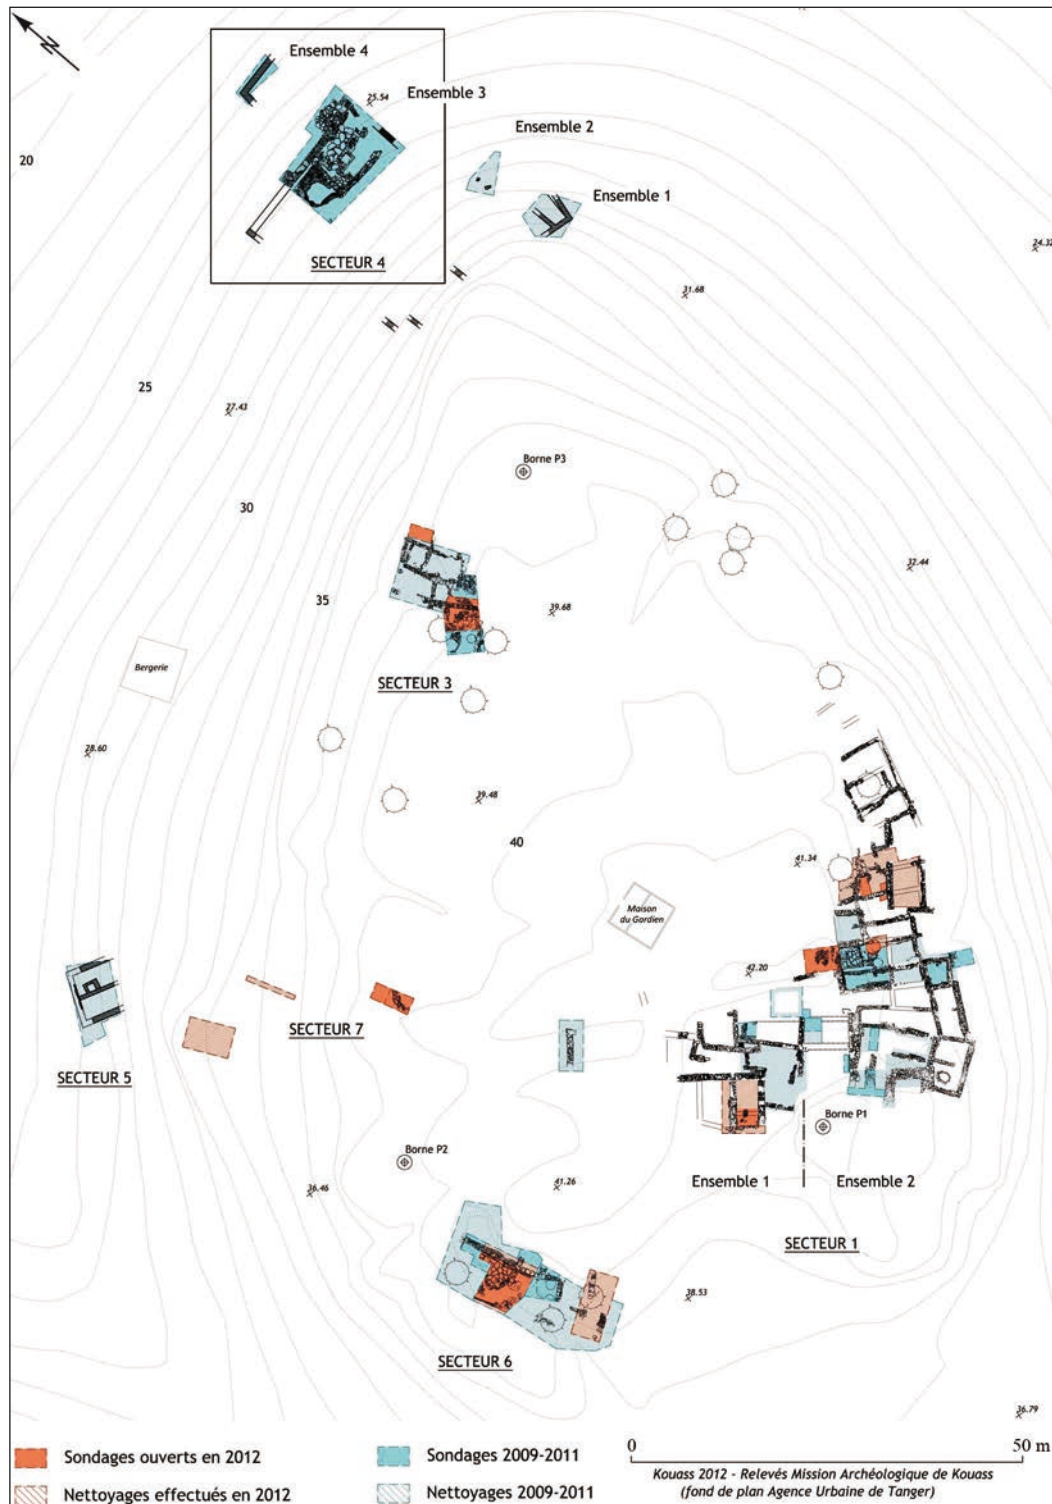 N
Ensemble 4
25.54
Ensemble 3
Ensemble 2
20
Ensemble 1
24.32
SECTEUR 4
31.68
25
27.43
Borne P3
30
32.44
35
39.68
Bergerie
SECTEUR 3
28.60
39.48
40
41.34
Maison
du Gardien
42.20
SECTEUR 7
SECTEUR 5
Borne P1
Borne P2
36.46
41.26
Ensemble 1
Ensemble 2
SECTEUR 1
38.53
SECTEUR 6
36.79
Sondages ouverts en 2012
Nettoyages effectués en 2012
Sondages 2009-2011
Nettoyages 2009-2011
0
50 m
Kouass 2012 - Relevés Mission Archéologique de Kouass
(fond de plan Agence Urbaine de Tanger)